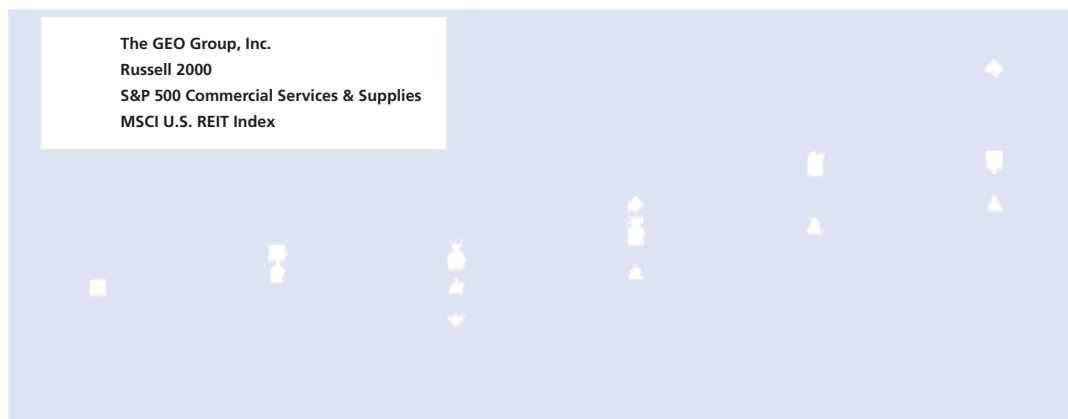 The GEO Group, Inc.
Russell 2000
S&P 500 Commercial Services & Supplies
MSCI U.S. REIT Index